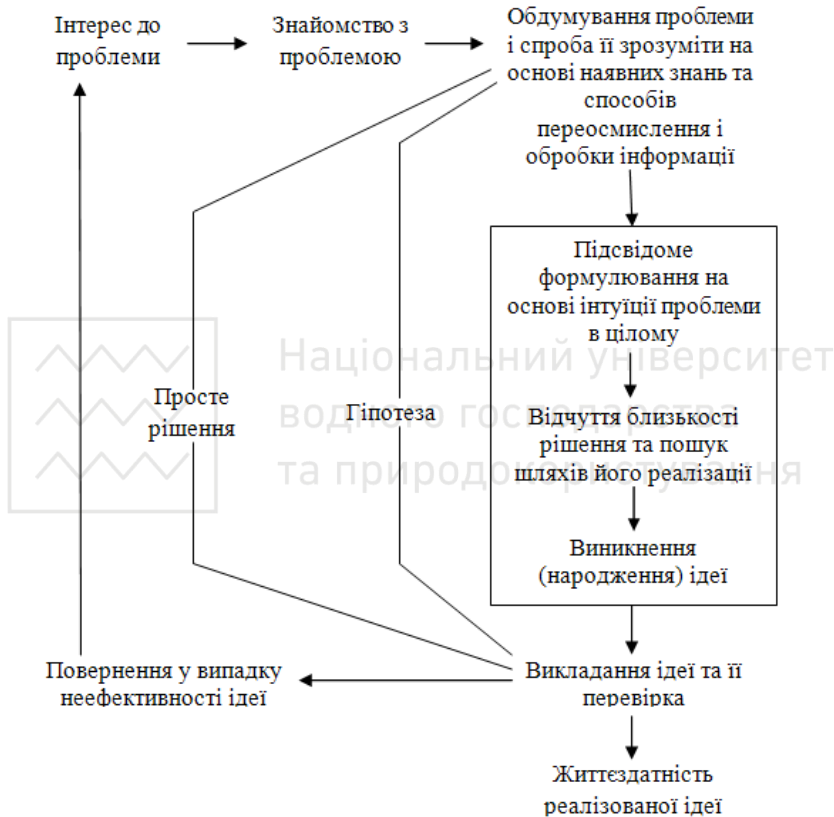 Інтерес до
проблеми
Знайомство з
проблемою
Обдумування проблеми
і спроба її зрозуміти на
основі наявних знань та
способів
переосмислення і
обробки інформації
Підсвідоме
формулювання на
основі інтуїції проблеми
в цілому
Національний університет
водного господарства
та природокористування
Просте
рішення
Гіпотеза
Відчуття близькості
рішення та пошук
шляхів його реалізації
Виникнення
(народження) ідеї
Повернення у випадку
неефективності ідеї
Викладання ідеї та її
перевірка
Життєздатність
реалізованої ідеї